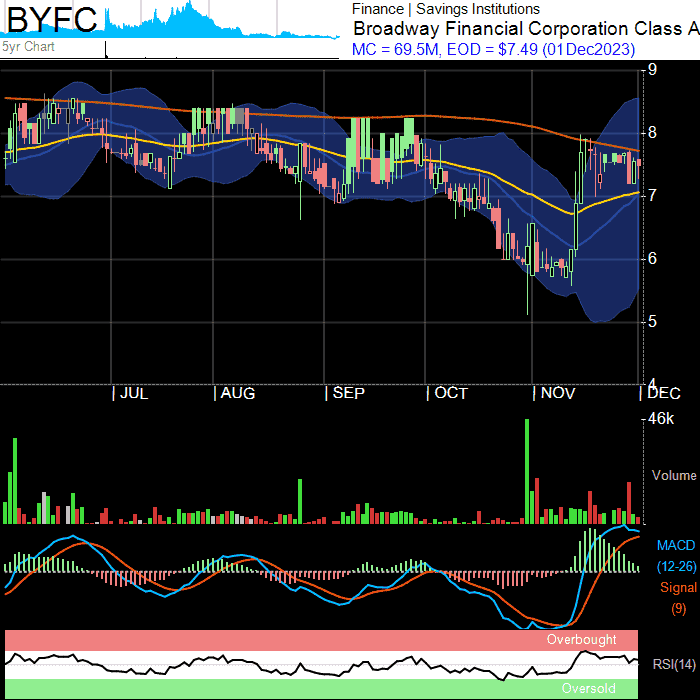 BYFC
5yr Chart
Finance | Savings Institutions
Broadway Financial Corporation Class A
MC = 69.5M, EOD = $7.49 (01Dec2023)
9
8
7
6
5
4
JUL
AUG
SEP
OCT
NOV
DEC
46k
Volume
MACD
(12-26)
Signal
(9)
Overbought
RSI(14)
Oversold